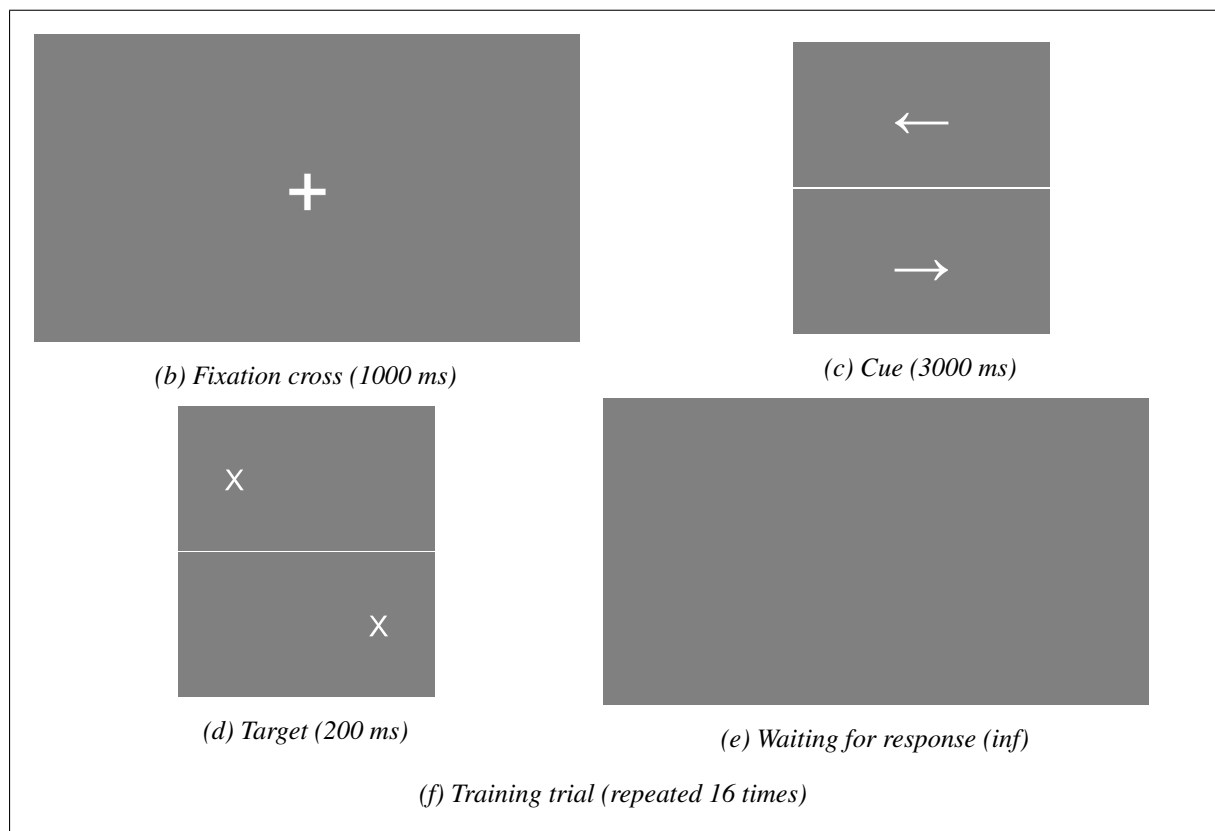 +
←
→
(b) Fixation cross (1000 ms)
(c) Cue (3000 ms)
X
X
(d) Target (200 ms)
(e) Waiting for response (inf)
(f) Training trial (repeated 16 times)